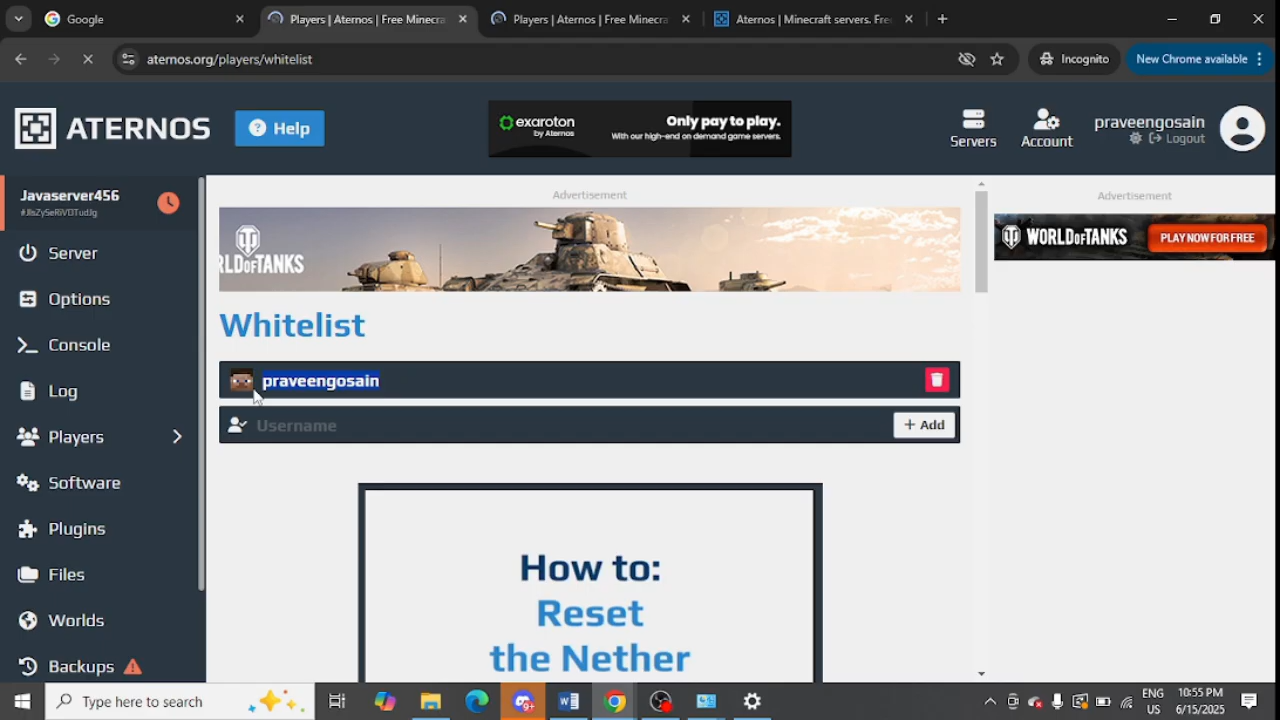 Google
Players | Aternos | Free Minecra
Players | Aternos | Free Minecra
Aternos | Minecraft servers. Free
aternos.org/players/whitelist
Incognito
New Chrome available
ATERNOS
Help
exaroton
by Aternos
Only pay to play.
With our high-end on demand game servers.
Servers
Account
praveengosain
Logout
Javaserver456
Server
Options
Console
Log
Players
Software
Plugins
Files
Worlds
Backups
Advertisement
RLDOFTANKS
Whitelist
praveengosain
Username
+ Add
How to:
Reset
the Nether
Advertisement
WORLD OF TANKS
PLAY NOW FOR FREE
Type here to search
9+
ENG
US
10:55 PM
6/15/2025